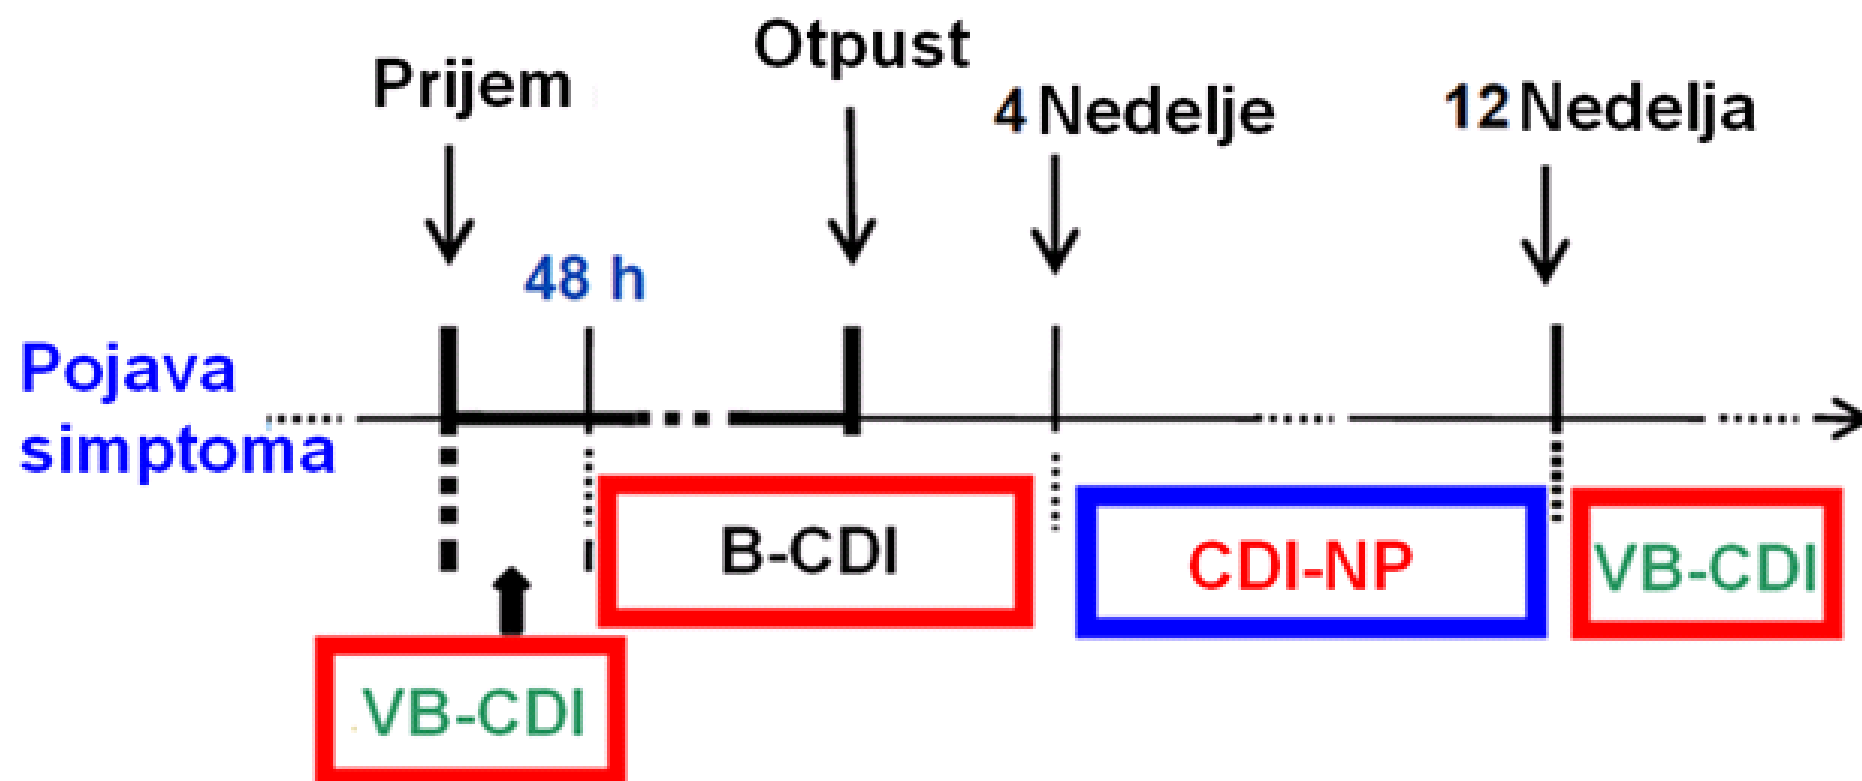 Prijem
Otpust
4 Nedelje
12 Nedelja
48 h
Pojava
simptoma
B-CDI
CDI-NP
VB-CDI
VB-CDI